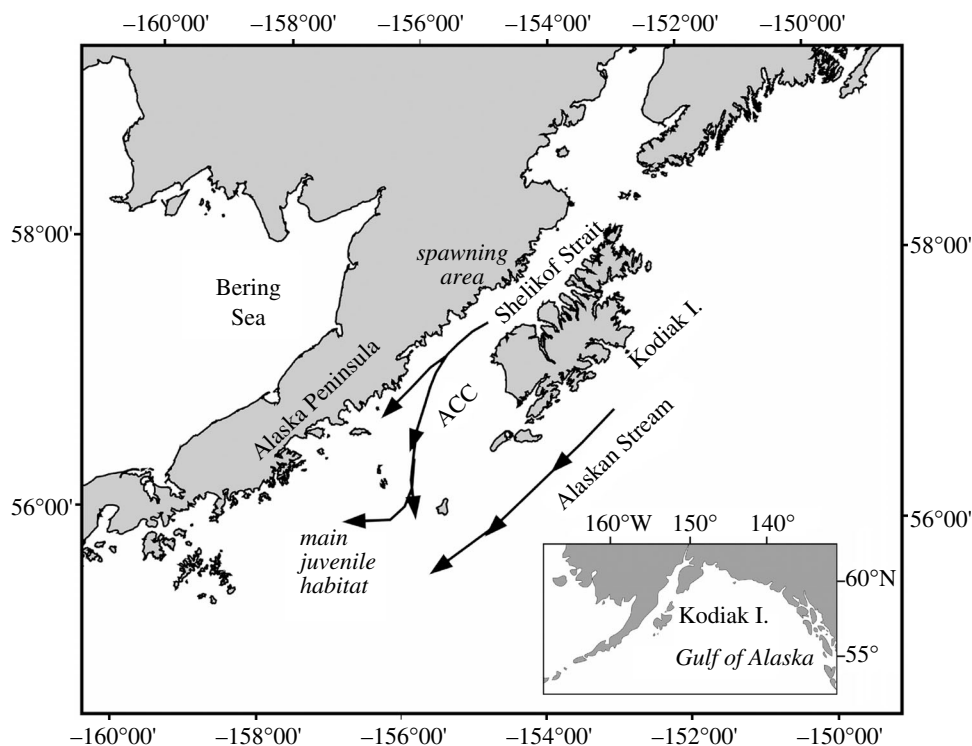 −160°00' −158°00' −156°00' −154°00' −152°00' −150°00'
58°00'
58°00'
spawning
area
Shelikof Strait
Bering
Sea
Kodiak I.
Alaska Peninsula
ACC
Alaskan Stream
56°00'
56°00'
main
juvenile
habitat
160°W 150° 140°
60°N
Kodiak I.
Gulf of Alaska
55°
−160°00' −158°00' −156°00' −154°00' −152°00' −150°00'